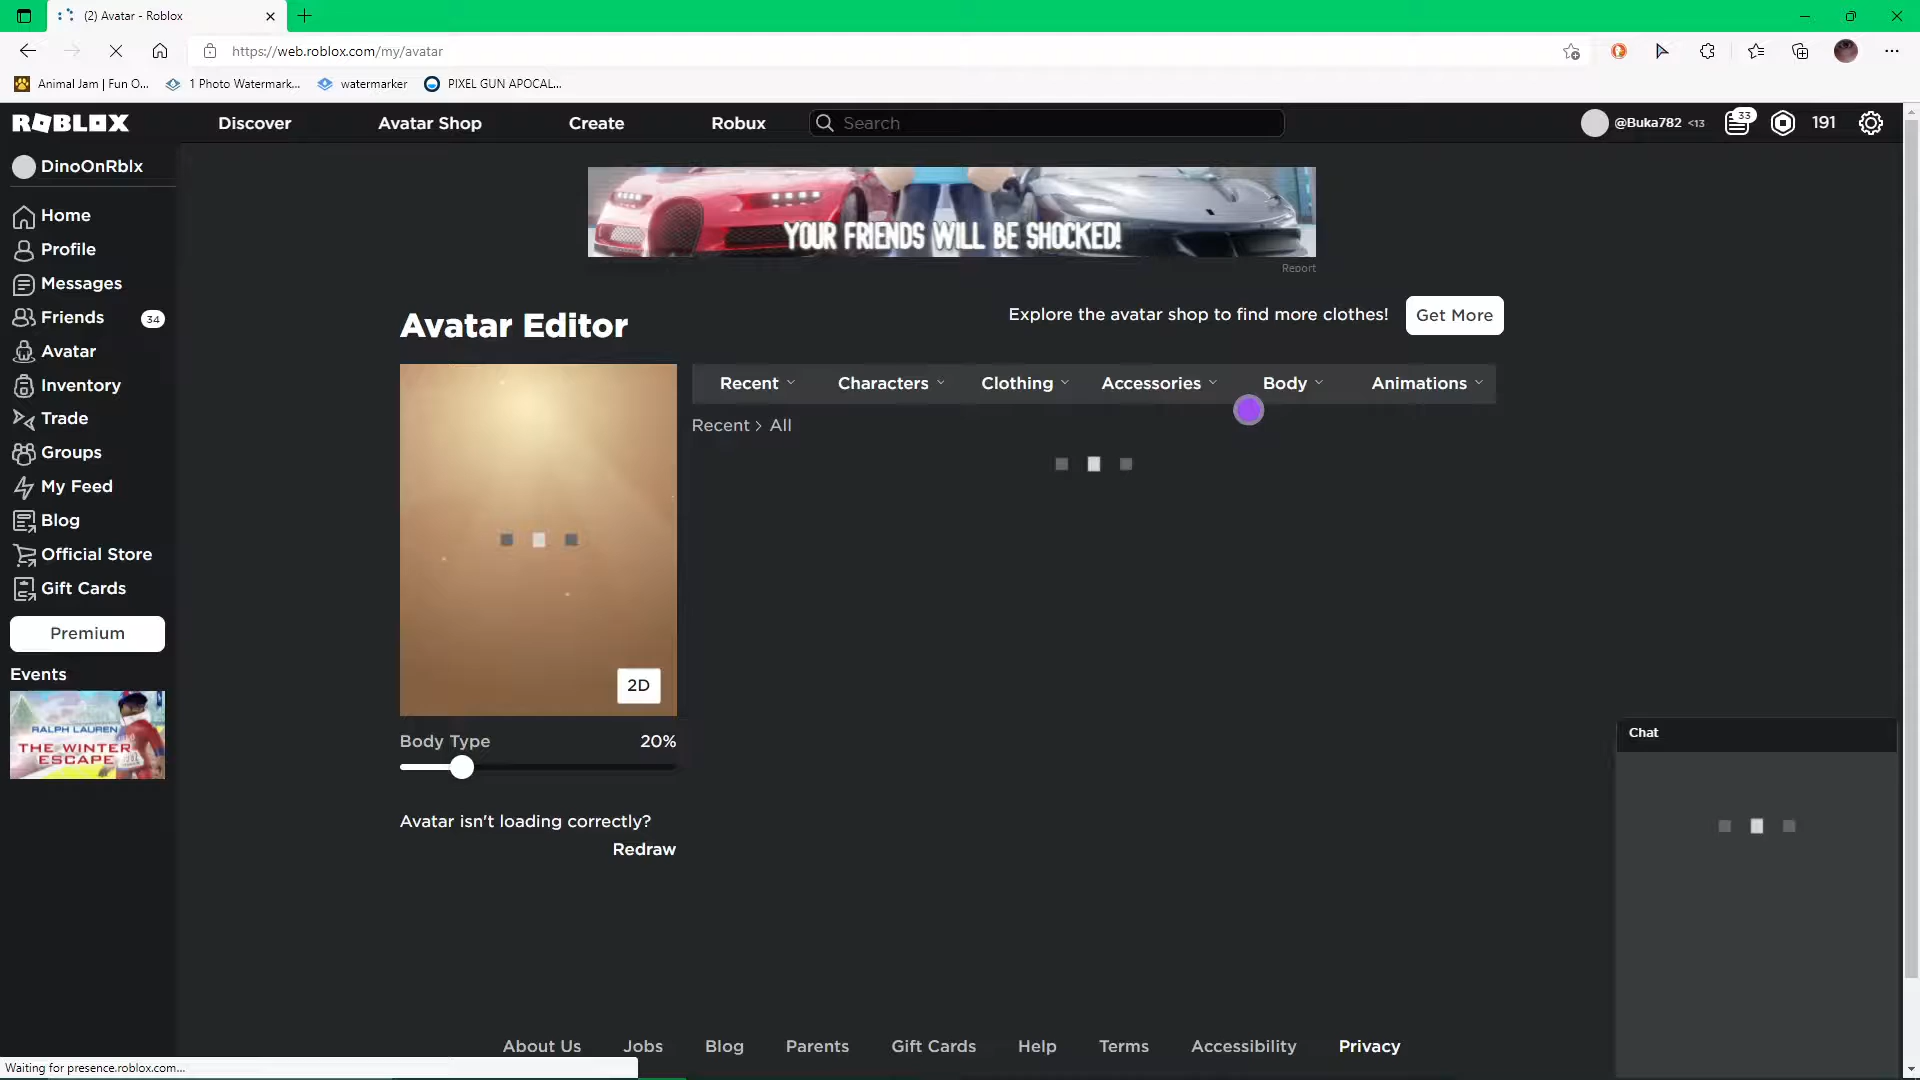 (2) Avatar - Roblox
https://web.roblox.com/my/avatar
Animal Jam | Fun O...
1 Photo Watermark...
watermarker
PIXEL GUN APOCAL...
ROBLOX
Discover
Avatar Shop
Create
Robux
Search
@Buka782 <13
33
191
DinoOnRblx
Home
Profile
Messages
Friends 34
Avatar
Inventory
Trade
Groups
My Feed
Blog
Official Store
Gift Cards
Premium
Events
RALPH LAUREN
THE WINTER
ESCAPE
YOUR FRIENDS WILL BE SHOCKED!
Report
Avatar Editor
Explore the avatar shop to find more clothes!
Get More
Recent
Characters
Clothing
Accessories
Body
Animations
Recent > All
2D
Body Type 20%
Avatar isn't loading correctly?
Redraw
Chat
About Us
Jobs
Blog
Parents
Gift Cards
Help
Terms
Accessibility
Privacy
Waiting for presence.roblox.com...